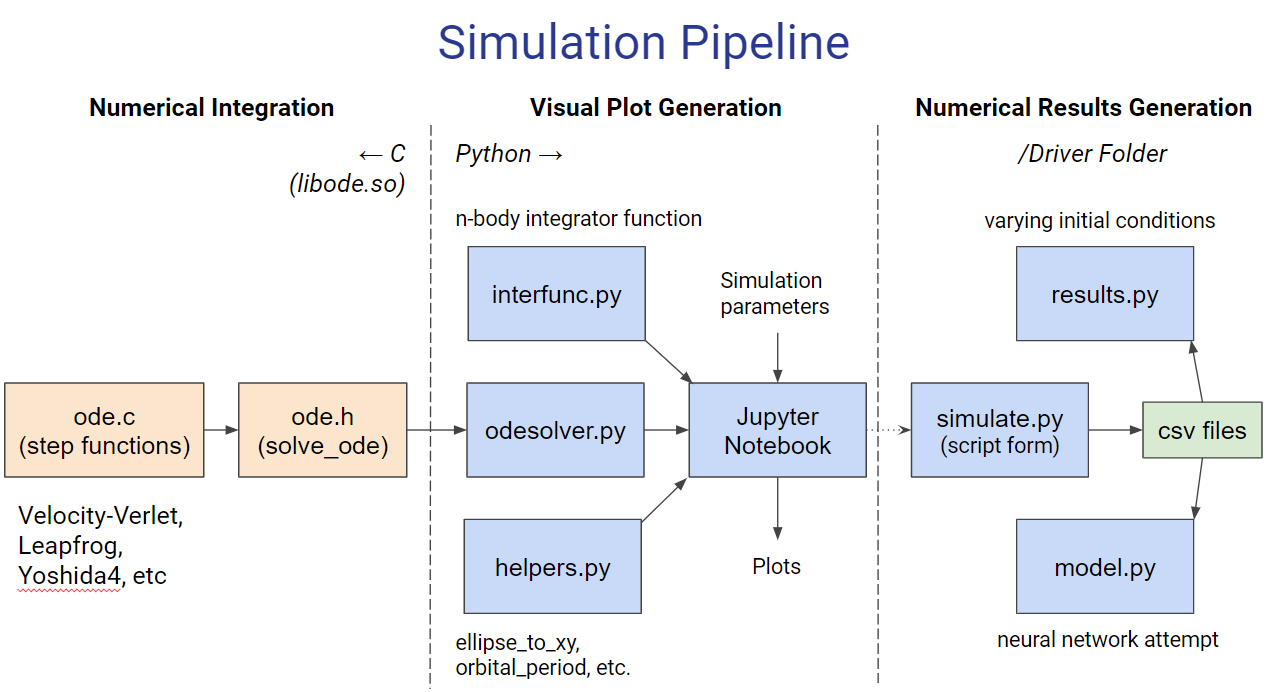 Simulation Pipeline
Numerical Integration
Visual Plot Generation
Numerical Results Generation
← C
(libode.so)
Python →
/Driver Folder
n-body integrator function
varying initial conditions
interfunc.py
Simulation
parameters
results.py
ode.c
(step functions)
ode.h
(solve_ode)
odesolver.py
Jupyter
Notebook
simulate.py
(script form)
csv files
Velocity-Verlet,
Leapfrog,
Yoshida4, etc
helpers.py
Plots
model.py
ellipse_to_xy,
orbital_period, etc.
neural network attempt